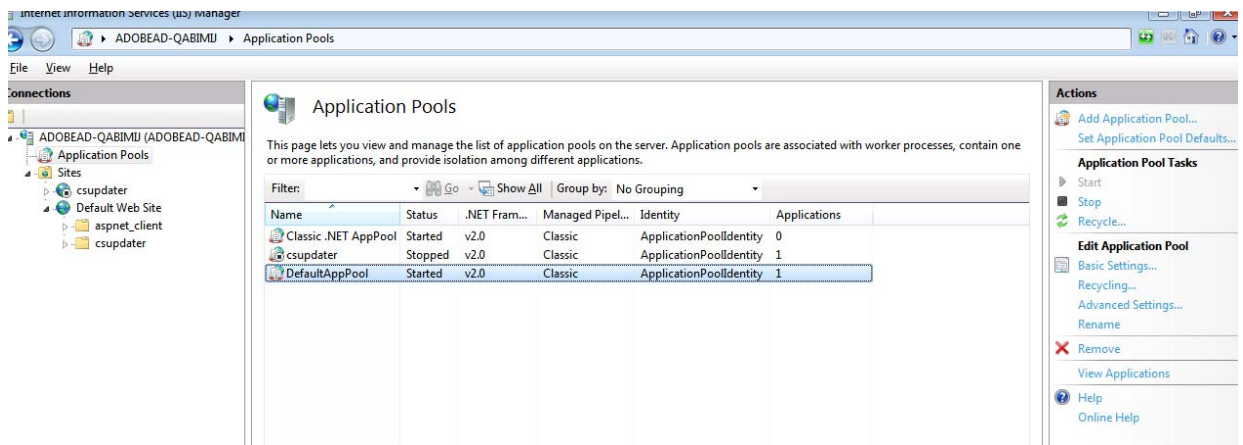 Internet Information Services (IIS) Manager
ADOBEAD-QABIMIJ Application Pools
File View Help
Connections
ADOBEAD-QABIMIJ (ADOBEAD-QABIMI
Application Pools
Sites
csupdater
Default Web Site
aspnet_client
csupdater
Application Pools
This page lets you view and manage the list of application pools on the server. Application pools are associated with worker processes, contain one
or more applications, and provide isolation among different applications.
Filter: Go Show All Group by: No Grouping
Name Status .NET Fram... Managed Pipel... Identity Applications
Classic .NET AppPool Started v2.0 Classic ApplicationPoolIdentity 0
csupdater Stopped v2.0 Classic ApplicationPoolIdentity 1
DefaultAppPool Started v2.0 Classic ApplicationPoolIdentity 1
Actions
Add Application Pool...
Set Application Pool Defaults...
Application Pool Tasks
Start
Stop
Recycle...
Edit Application Pool
Basic Settings...
Recycling...
Advanced Settings...
Rename
Remove
View Applications
Help
Online Help